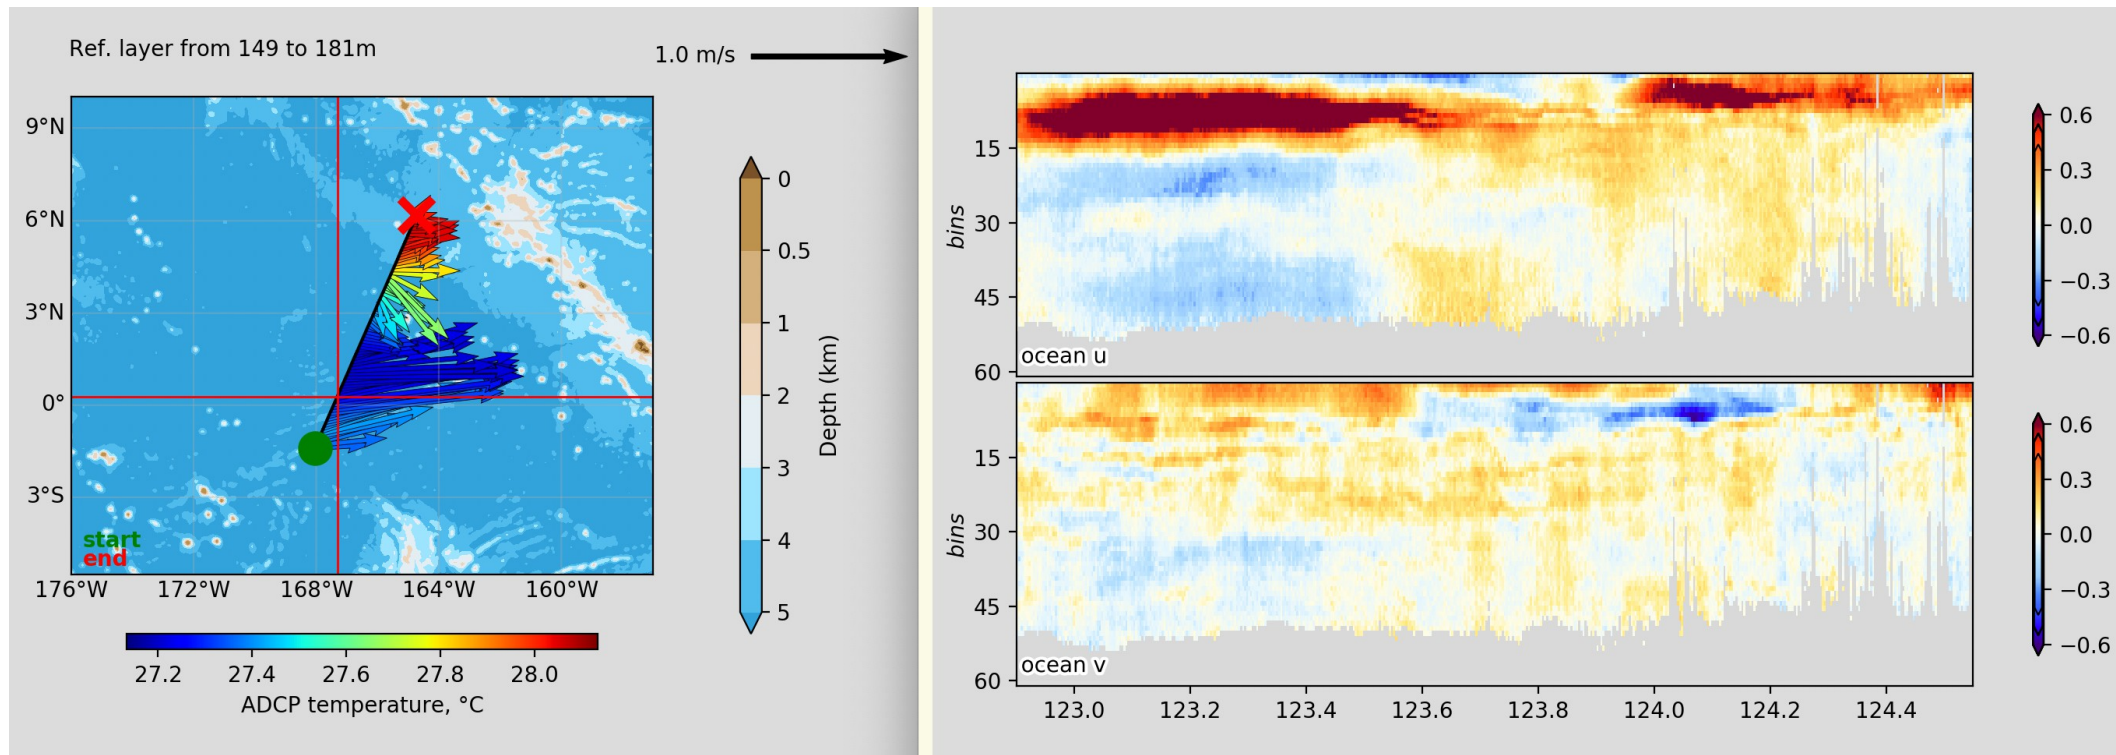 Ref. layer from 149 to 181m
1.0 m/s
9°N
6°N
3°N
0°
3°S
start
end
176°W 172°W 168°W 164°W 160°W
27.2 27.4 27.6 27.8 28.0
ADCP temperature, °C
0
0.5
1
2
3
4
5
Depth (km)
15
30
45
60
bins
ocean u
0.6
0.3
0.0
−0.3
−0.6
15
30
45
60
bins
ocean v
123.0 123.2 123.4 123.6 123.8 124.0 124.2 124.4
0.6
0.3
0.0
−0.3
−0.6